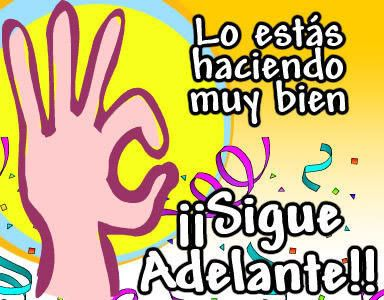 Lo estás
haciendo
muy bien
¡¡Sigue
Adelante!!